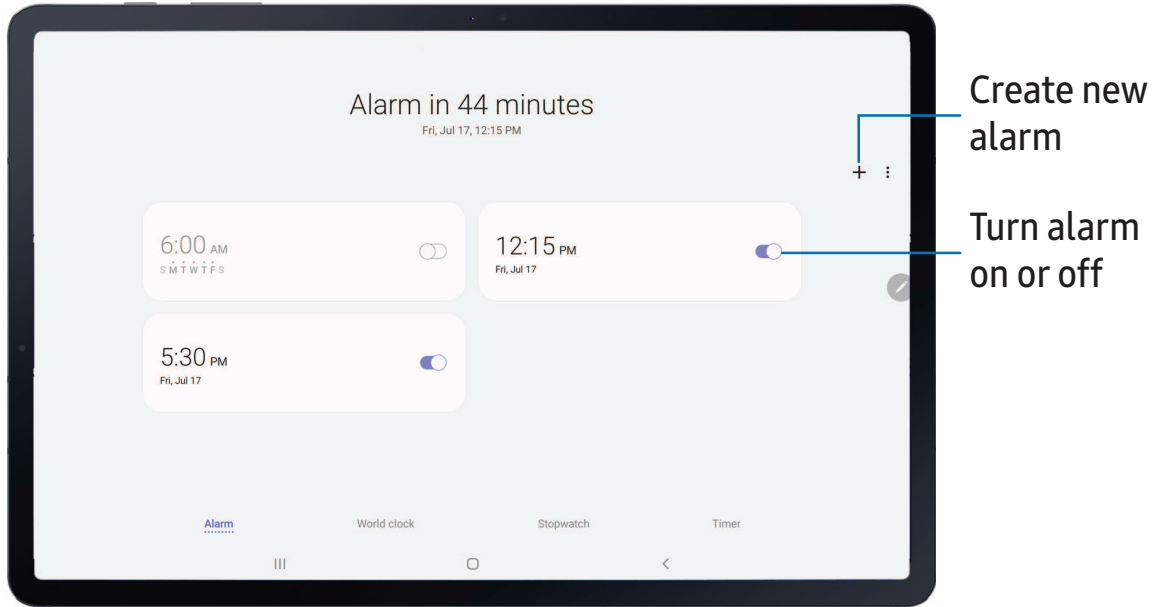 Alarm in 44 minutes
Fri, Jul 17, 12:15 PM
Create new
alarm
6:00 AM
S M T W T F S
12:15 PM
Fri, Jul 17
Turn alarm
on or off
5:30 PM
Fri, Jul 17
Alarm
World clock
Stopwatch
Timer